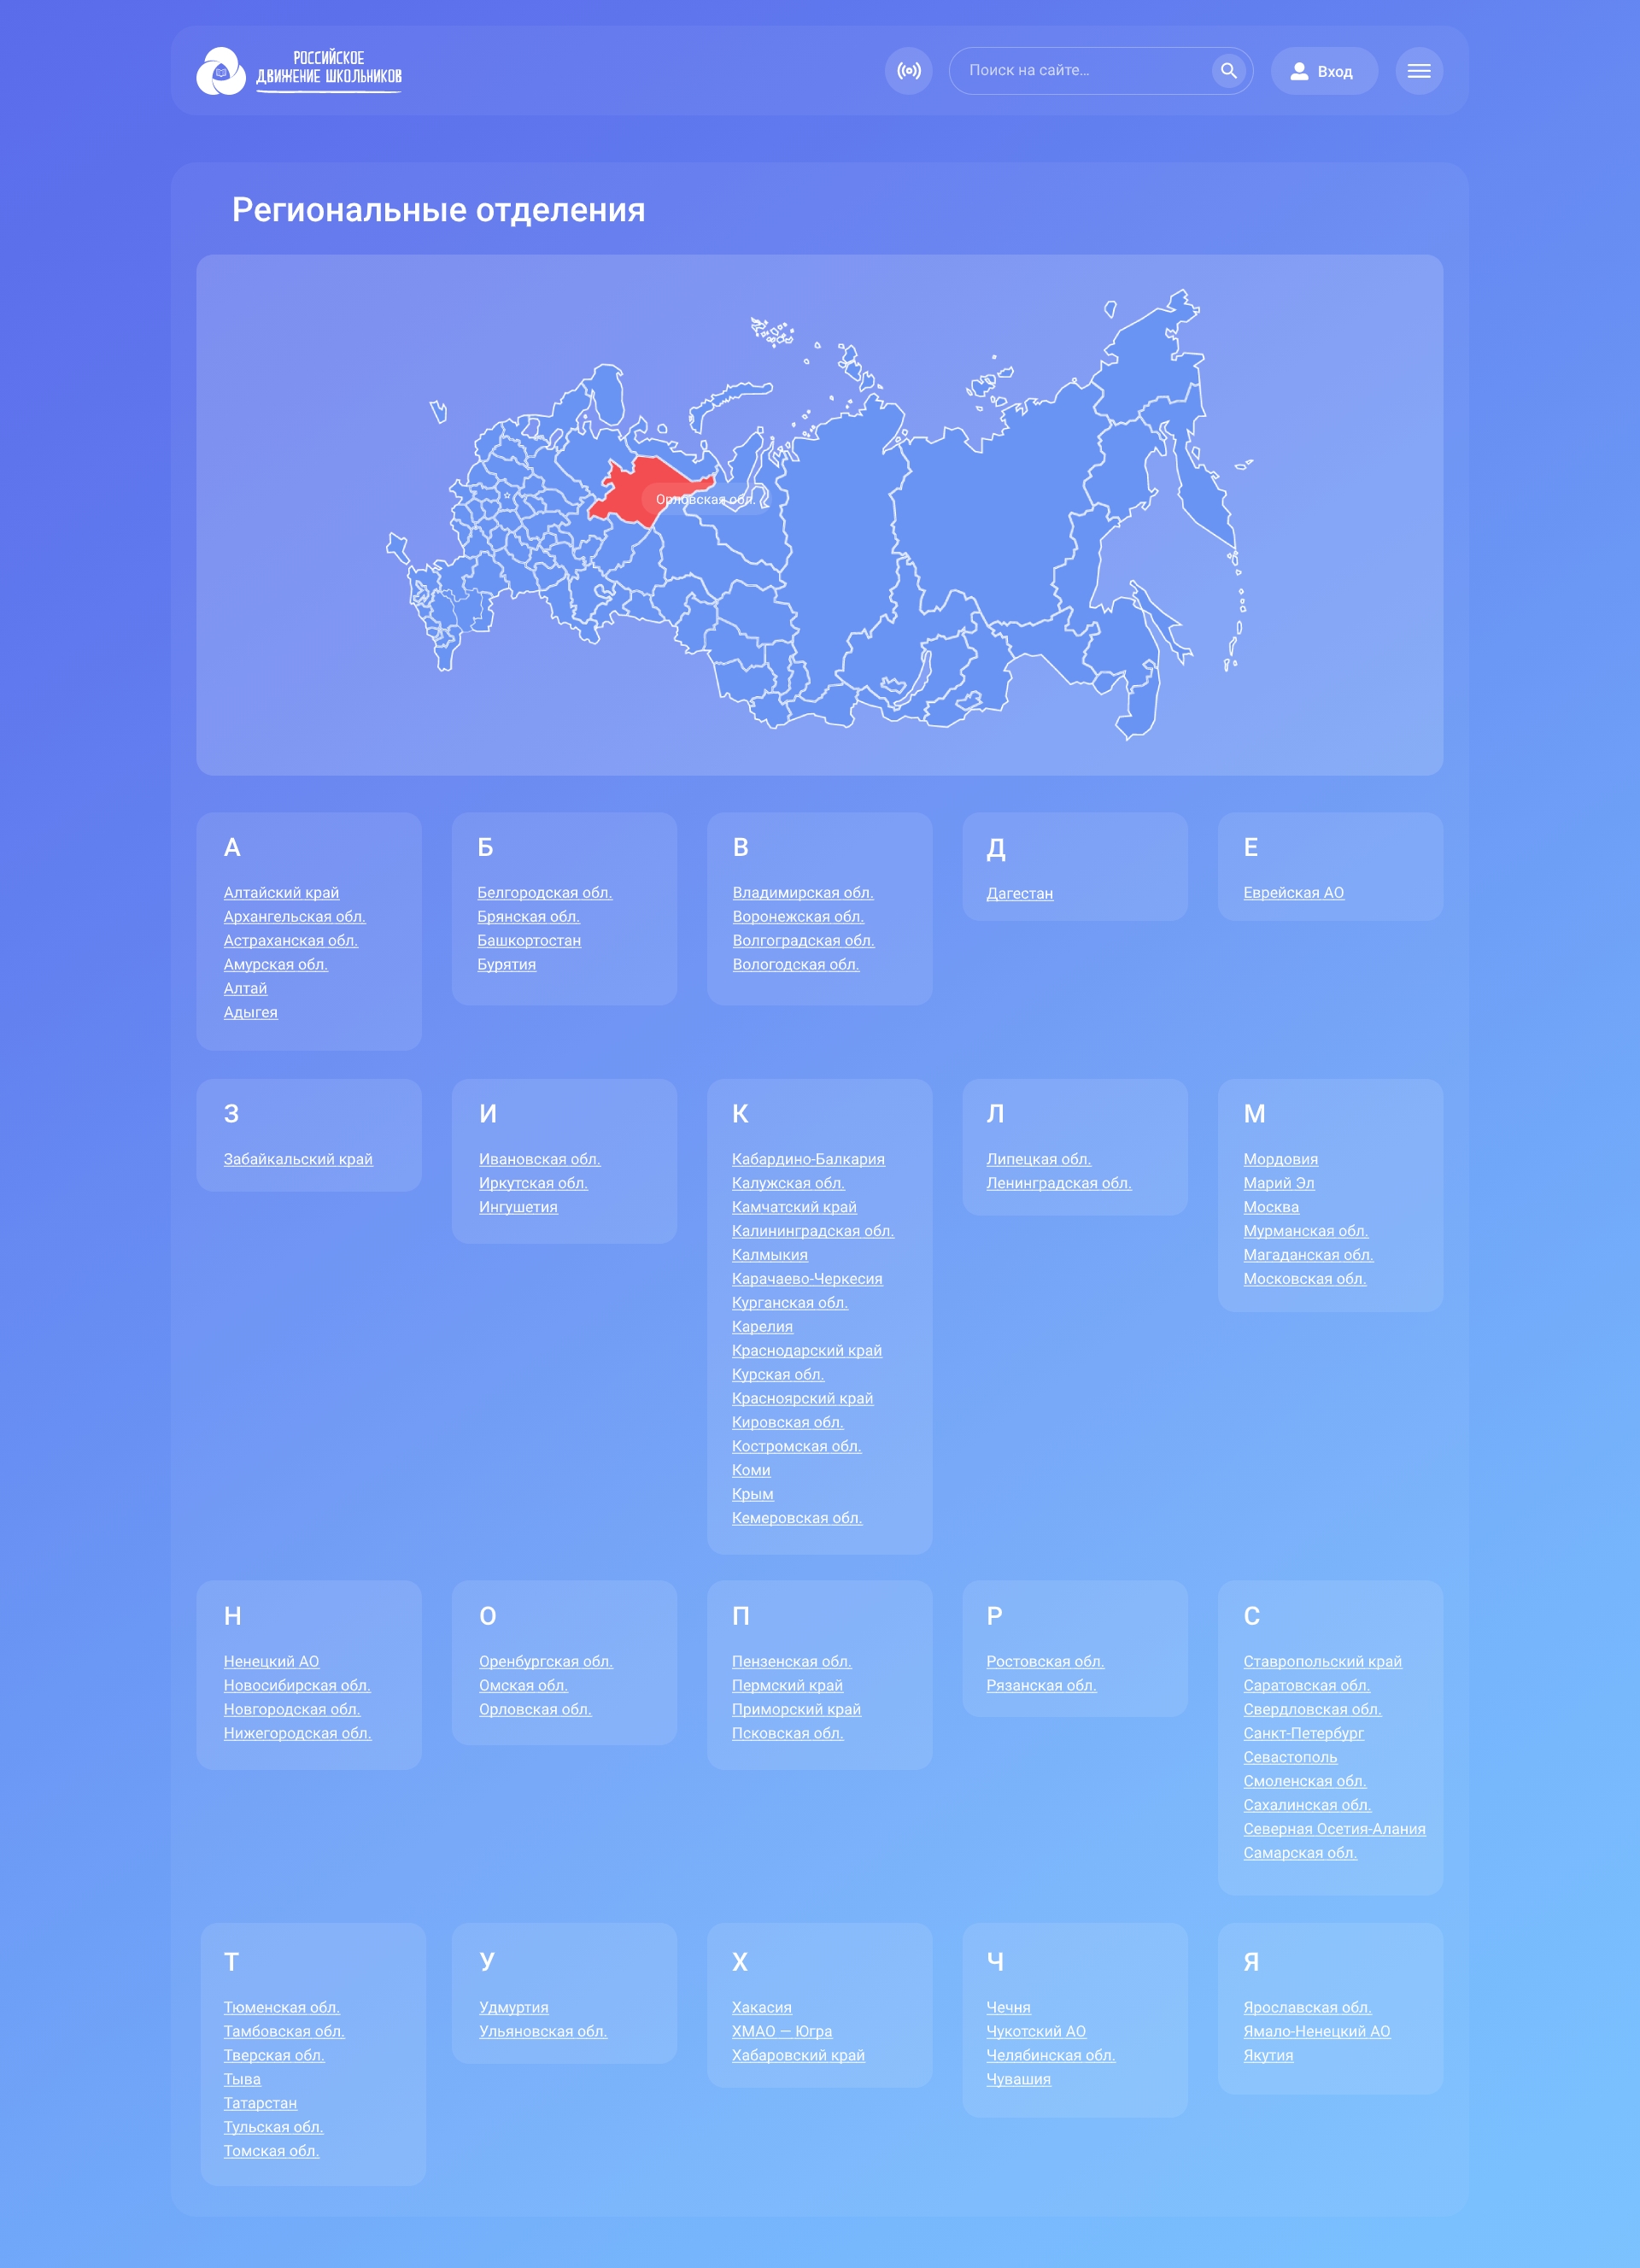 РОССИЙСКОЕ
ДВИЖЕНИЕ ШКОЛЬНИКОВ
Поиск на сайте...
Вход
Региональные отделения
Орловская обл.
А
Алтайский край
Архангельская обл.
Астраханская обл.
Амурская обл.
Алтай
Адыгея
Б
Белгородская обл.
Брянская обл.
Башкортостан
Бурятия
В
Владимирская обл.
Воронежская обл.
Волгоградская обл.
Вологодская обл.
Д
Дагестан
Е
Еврейская АО
З
Забайкальский край
И
Ивановская обл.
Иркутская обл.
Ингушетия
К
Кабардино-Балкария
Калужская обл.
Камчатский край
Калининградская обл.
Калмыкия
Карачаево-Черкесия
Курганская обл.
Карелия
Краснодарский край
Курская обл.
Красноярский край
Кировская обл.
Костромская обл.
Коми
Крым
Кемеровская обл.
Л
Липецкая обл.
Ленинградская обл.
М
Мордовия
Марий Эл
Москва
Мурманская обл.
Магаданская обл.
Московская обл.
Н
Ненецкий АО
Новосибирская обл.
Новгородская обл.
Нижегородская обл.
О
Оренбургская обл.
Омская обл.
Орловская обл.
П
Пензенская обл.
Пермский край
Приморский край
Псковская обл.
Р
Ростовская обл.
Рязанская обл.
С
Ставропольский край
Саратовская обл.
Свердловская обл.
Санкт-Петербург
Севастополь
Смоленская обл.
Сахалинская обл.
Северная Осетия-Алания
Самарская обл.
Т
Тюменская обл.
Тамбовская обл.
Тверская обл.
Тыва
Татарстан
Тульская обл.
Томская обл.
У
Удмуртия
Ульяновская обл.
Х
Хакасия
ХМАО — Югра
Хабаровский край
Ч
Чечня
Чукотский АО
Челябинская обл.
Чувашия
Я
Ярославская обл.
Ямало-Ненецкий АО
Якутия